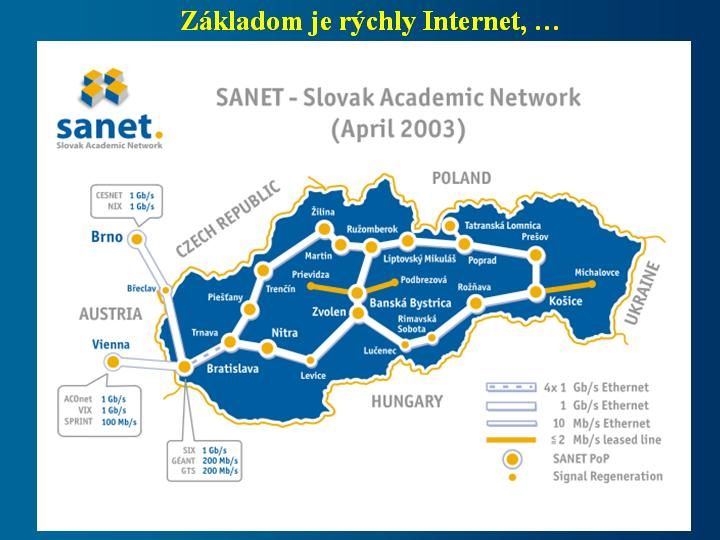 Základom je rýchly Internet, …
sanet.
Slovak Academic Network
SANET - Slovak Academic Network
(April 2003)
POLAND
CZECH REPUBLIC
CESNET 1 Gb/s
NIX 1 Gb/s
Brno
Žilina
Ružomberok
Tatranská Lomnica
Prešov
Martin
Liptovský Mikuláš
Poprad
Prievidza
Podbrezová
Michalovce
Břeclav
Trenčín
Rožňava
Piešťany
Banská Bystrica
Košice
UKRAINE
AUSTRIA
Zvolen
Rimavská
Sobota
Trnava
Nitra
Vienna
Lučenec
Bratislava
Levice
HUNGARY
ACOnet 1 Gb/s
VIX 1 Gb/s
SPRINT 100 Mb/s
SIX 1 Gb/s
GÉANT 200 Mb/s
GTS 200 Mb/s
4x 1 Gb/s Ethernet
1 Gb/s Ethernet
10 Mb/s Ethernet
≤2 Mb/s leased line
SANET PoP
Signal Regeneration